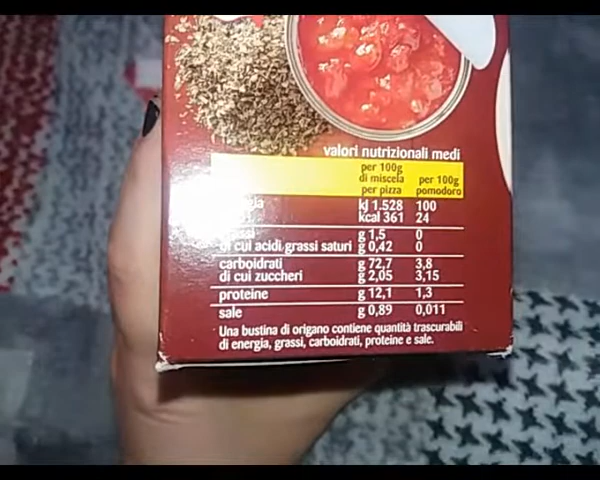 valori nutrizionali medi
per 100g di miscela per pizza per 100g pomodoro
kJ 1.528 100
kcal 361 24
g 1,5 0
di cui acidi grassi saturi g 0,42 0
carboidrati g 72,7 3,8
di cui zuccheri g 2,05 3,15
proteine g 12,1 1,3
sale g 0,89 0,011
Una bustina di origano contiene quantità trascurabili
di energia, grassi, carboidrati, proteine e sale.